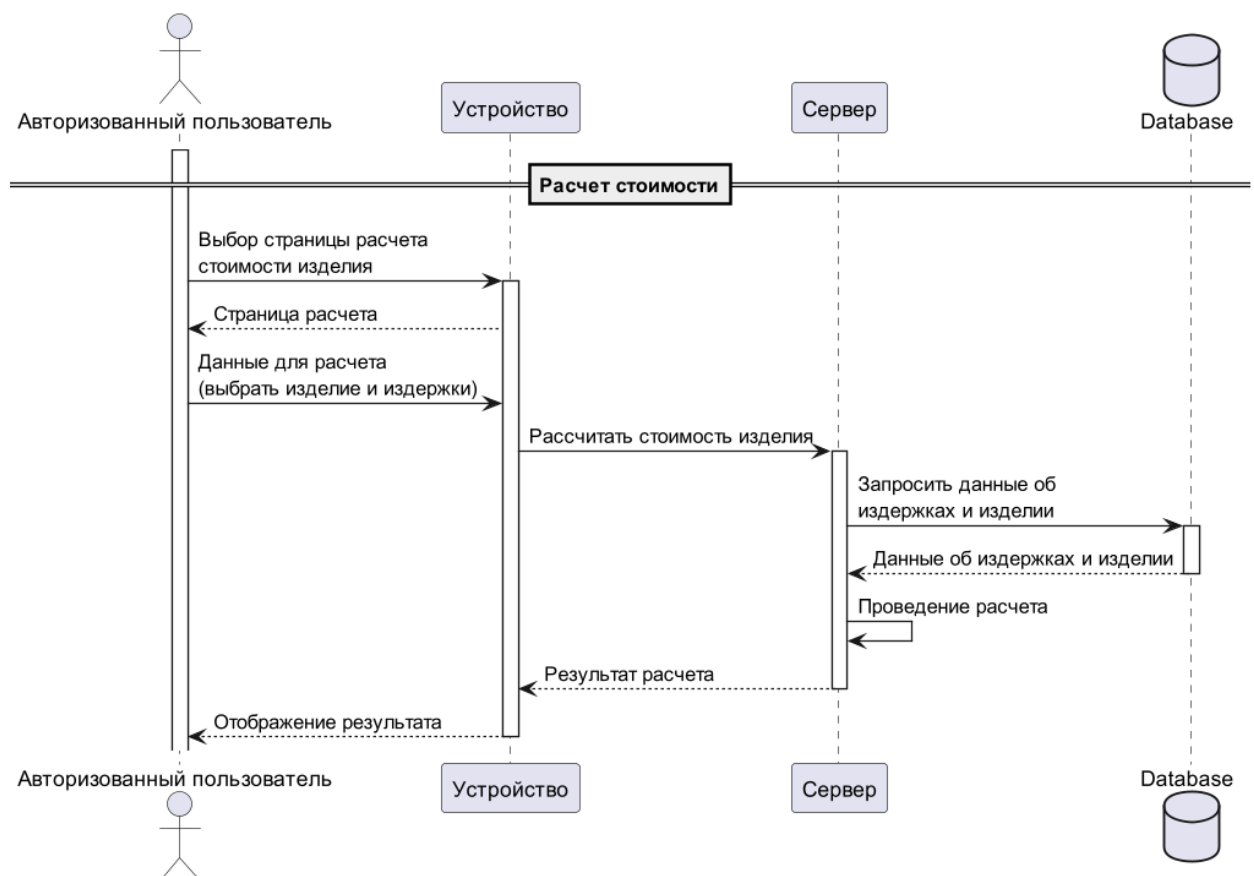 Авторизованный пользователь
Устройство
Сервер
Database
Расчет стоимости
Выбор страницы расчета
стоимости изделия
Страница расчета
Данные для расчета
(выбрать изделие и издержки)
Рассчитать стоимость изделия
Запросить данные об
издержках и изделии
Данные об издержках и изделии
Проведение расчета
Результат расчета
Отображение результата
Авторизованный пользователь
Устройство
Сервер
Database